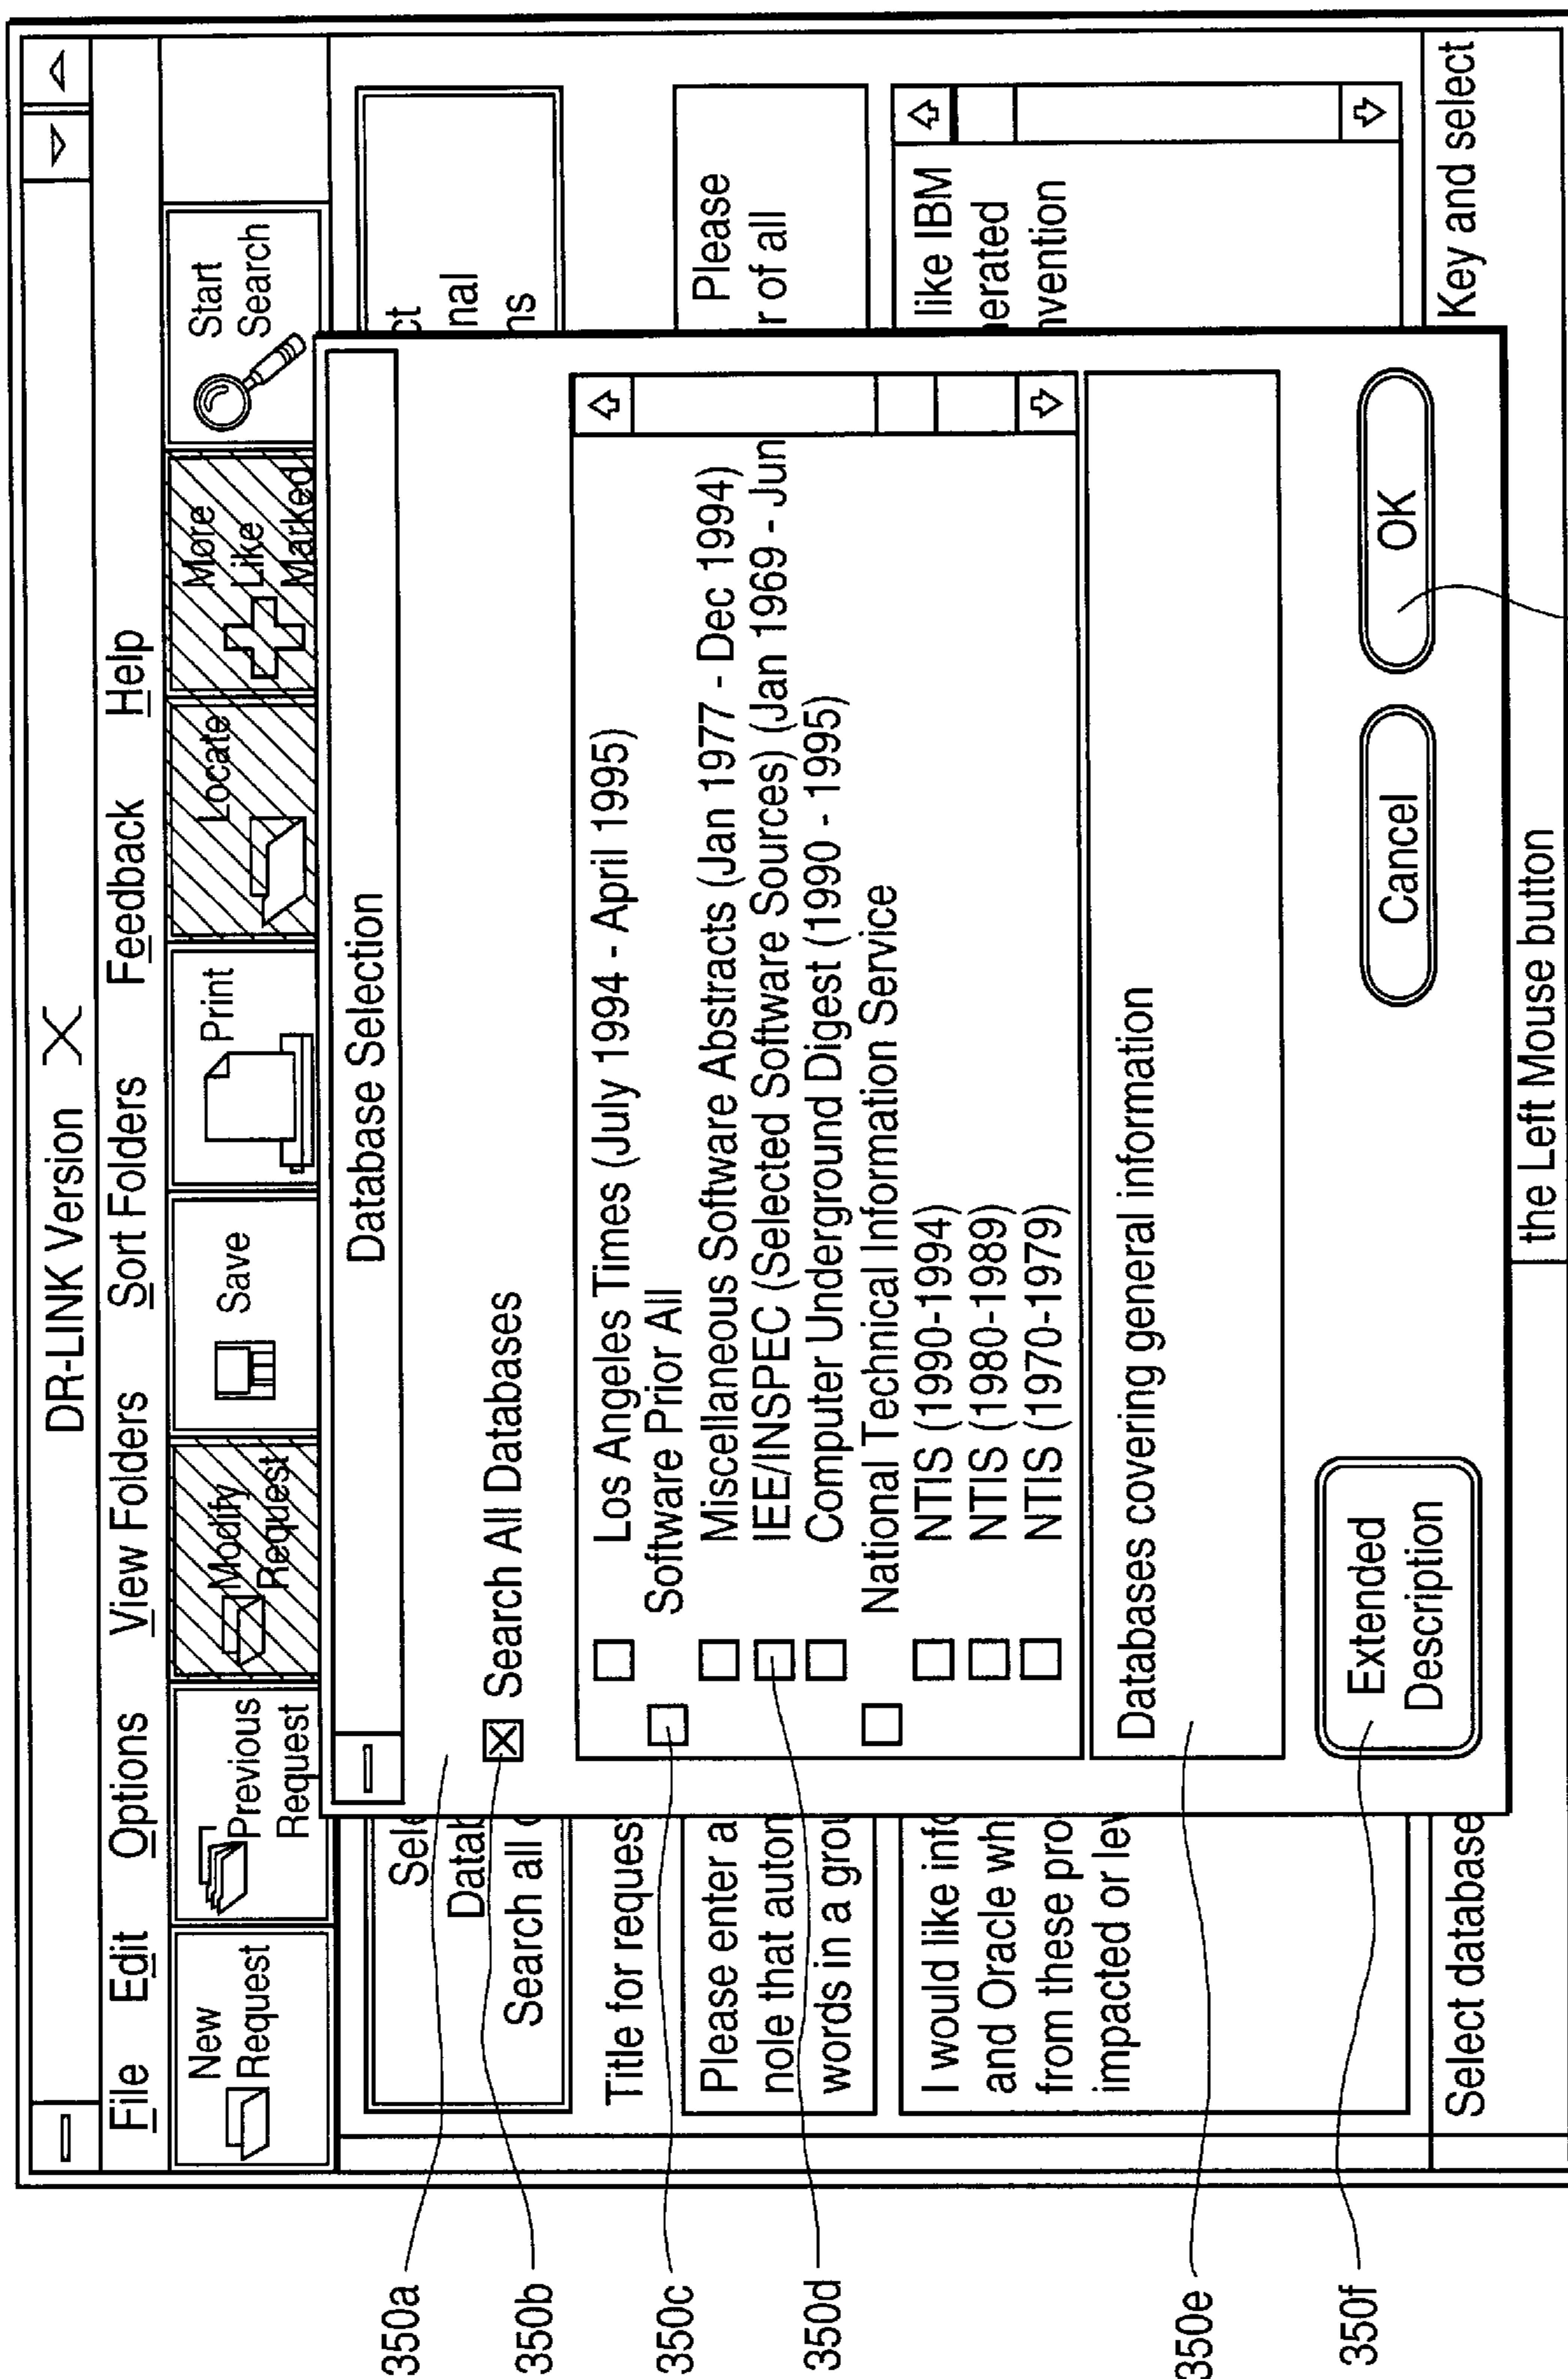 DR-LINK Version X
File Edit Options View Folders Sort Folders Feedback Help
New
Request
Previous
Request
Modify
Request
Save
Print
Locate
More
Like
Marked
Start
Search
Database Selection
Search All Databases
Los Angeles Times (July 1994 - April 1995)
Software Prior All
Miscellaneous Software Abstracts (Jan 1977 - Dec 1994)
IEE/INSPEC (Selected Software Sources) (Jan 1969 - Jun
Computer Underground Digest (1990 - 1995)
National Technical Information Service
NTIS (1990-1994)
NTIS (1980-1989)
NTIS (1970-1979)
Databases covering general information
Extended
Description
Cancel
OK
Sele
Datab
Search all
ct
nal
ns
Title for reques
Please enter a
note that auton
words in a grou
Please
r of all
I would like info
and Oracle wh
from these pro
impacted or lev
like IBM
erated
nvention
Select database
Key and select
the Left Mouse button
350a
350b
350c
350d
350e
350f